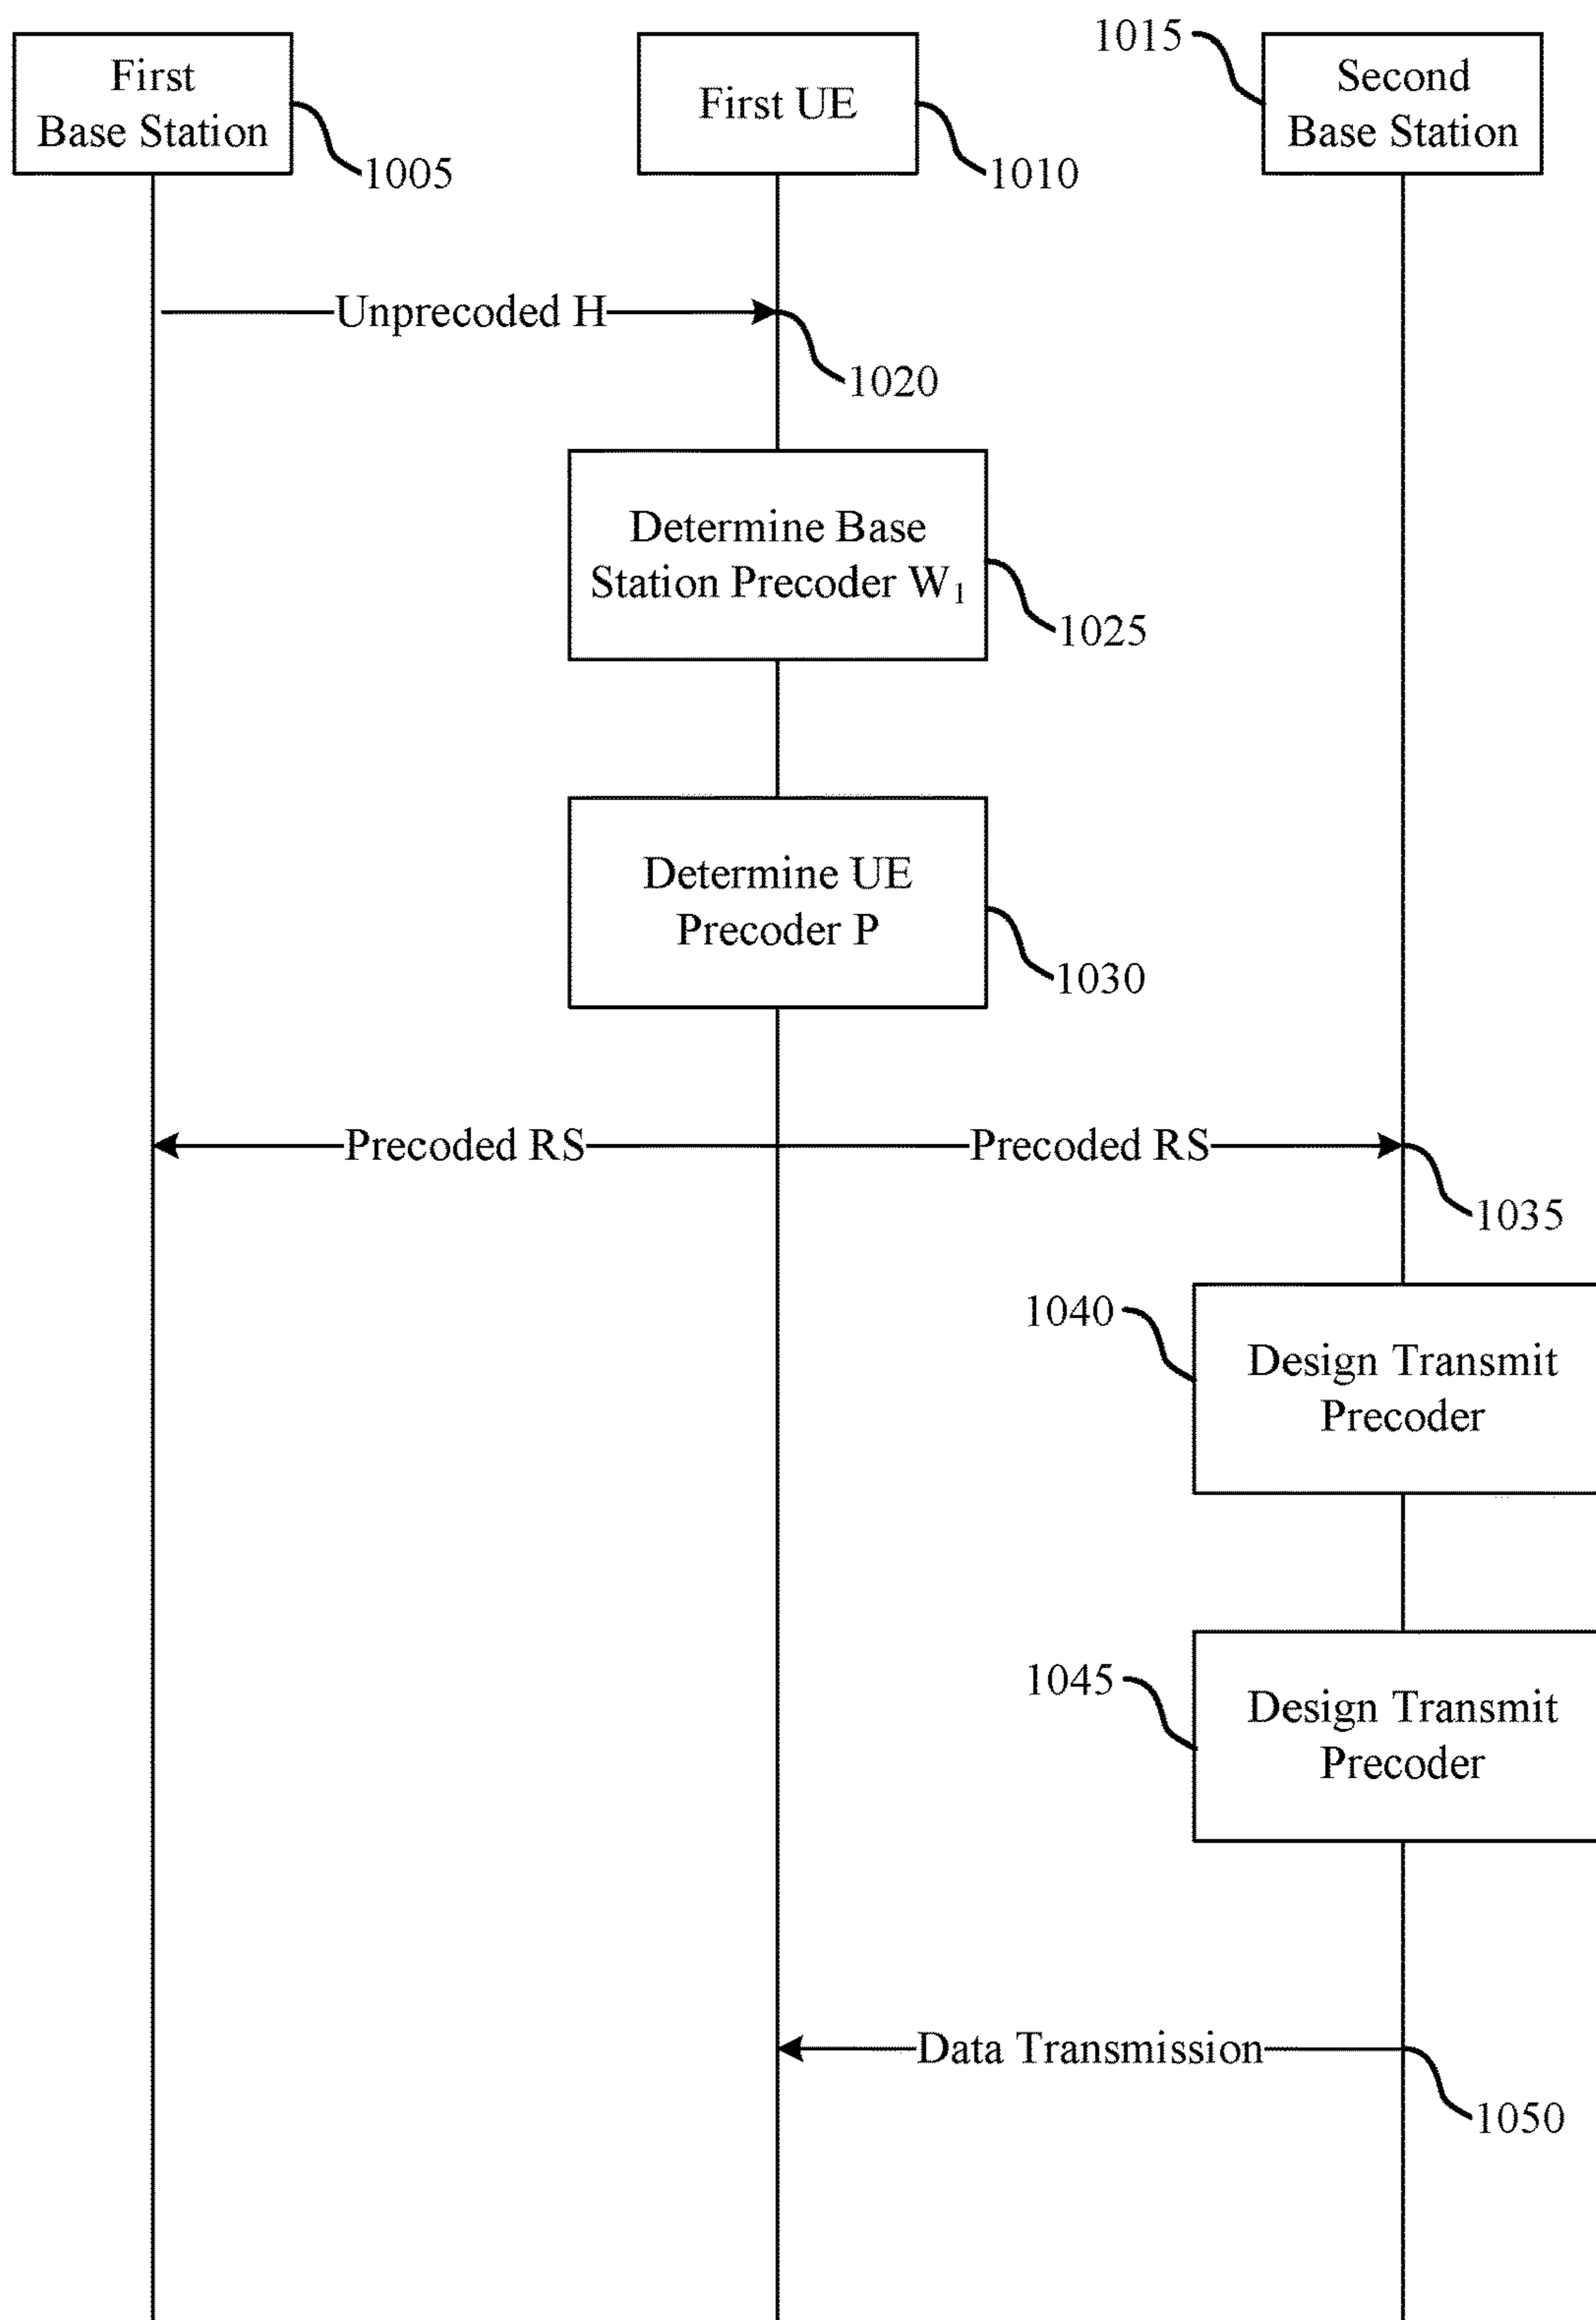 First
Base Station
1005
First UE
1010
1015
Second
Base Station
Unprecoded H
1020
Determine Base
Station Precoder W₁
1025
Determine UE
Precoder P
1030
Precoded RS
Precoded RS
1035
1040
Design Transmit
Precoder
1045
Design Transmit
Precoder
Data Transmission
1050